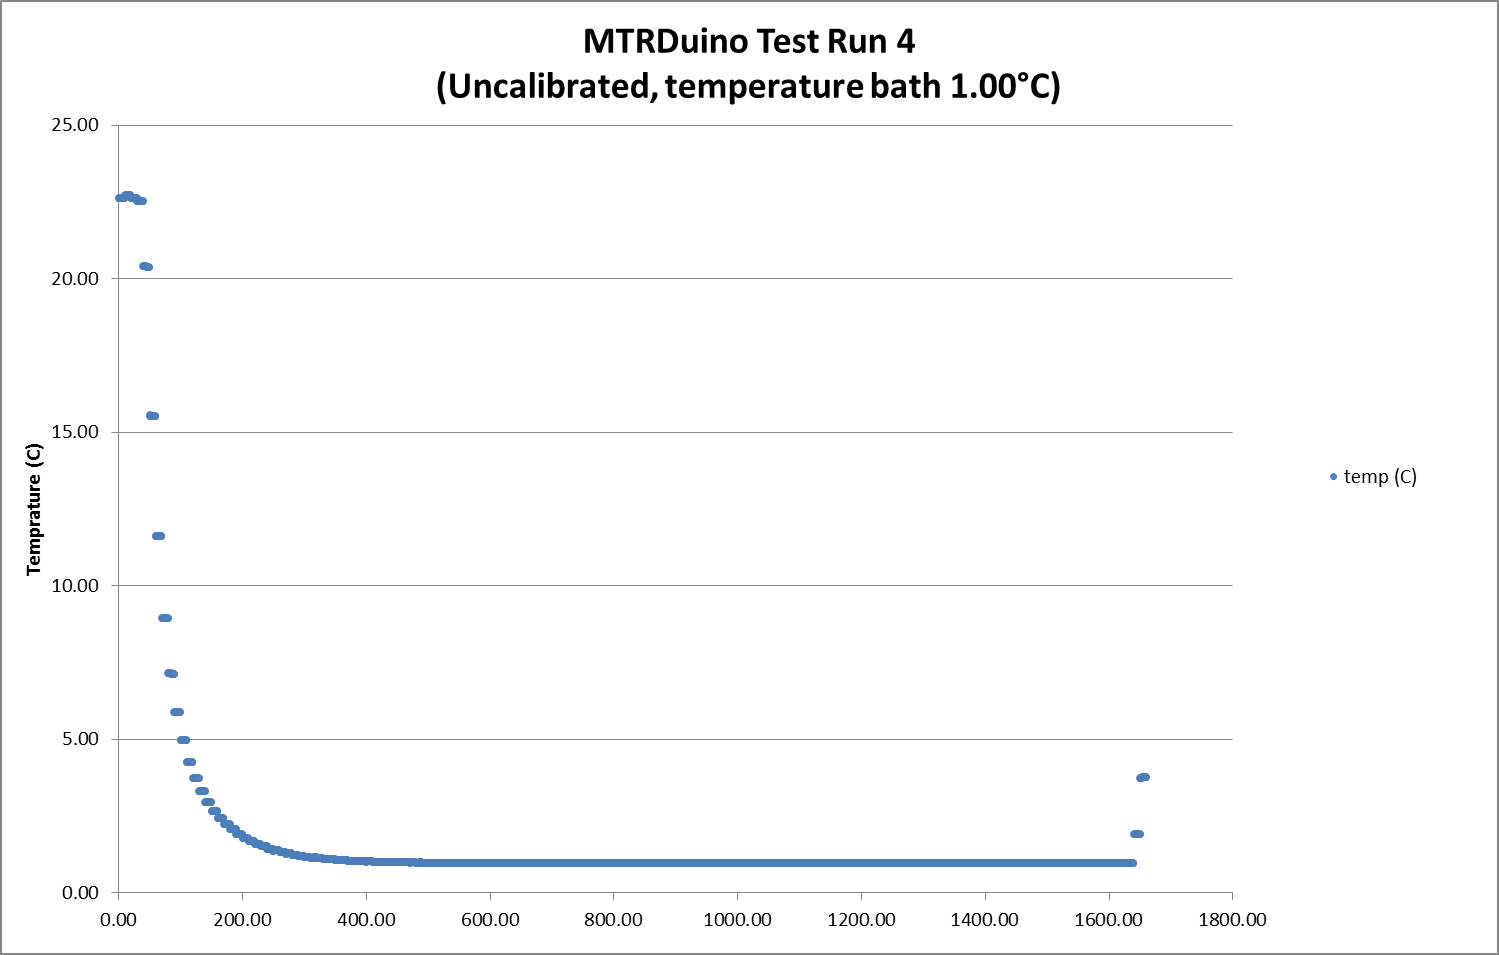 MTRDuino Test Run 4
(Uncalibrated, temperature bath 1.00°C)
25.00
20.00
15.00
10.00
5.00
0.00
Temprature (C)
temp (C)
0.00 200.00 400.00 600.00 800.00 1000.00 1200.00 1400.00 1600.00 1800.00